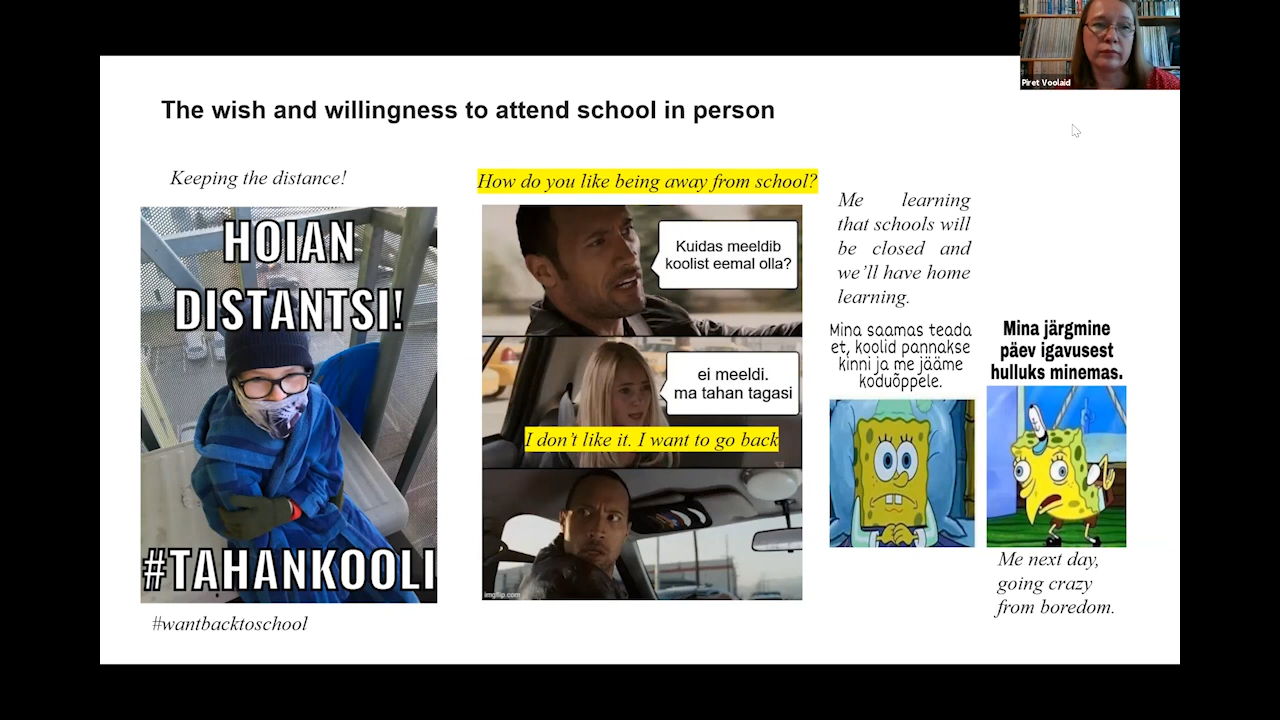 Piret Voolaid
The wish and willingness to attend school in person
Keeping the distance!
HOIAN
DISTANTSI!
#TAHANKOOLI
#wantbacktoschool
How do you like being away from school?
Kuidas meeldib
koolist eemal olla?
ei meeldi.
ma tahan tagasi
I don't like it. I want to go back
imgflip.com
Me learning
that schools will
be closed and
we'll have home
learning.
Mina saamas teada
et, koolid pannakse
kinni ja me jääme
koduõppele.
Mina järgmine
päev igavusest
hulluks minemas.
Me next day,
going crazy
from boredom.